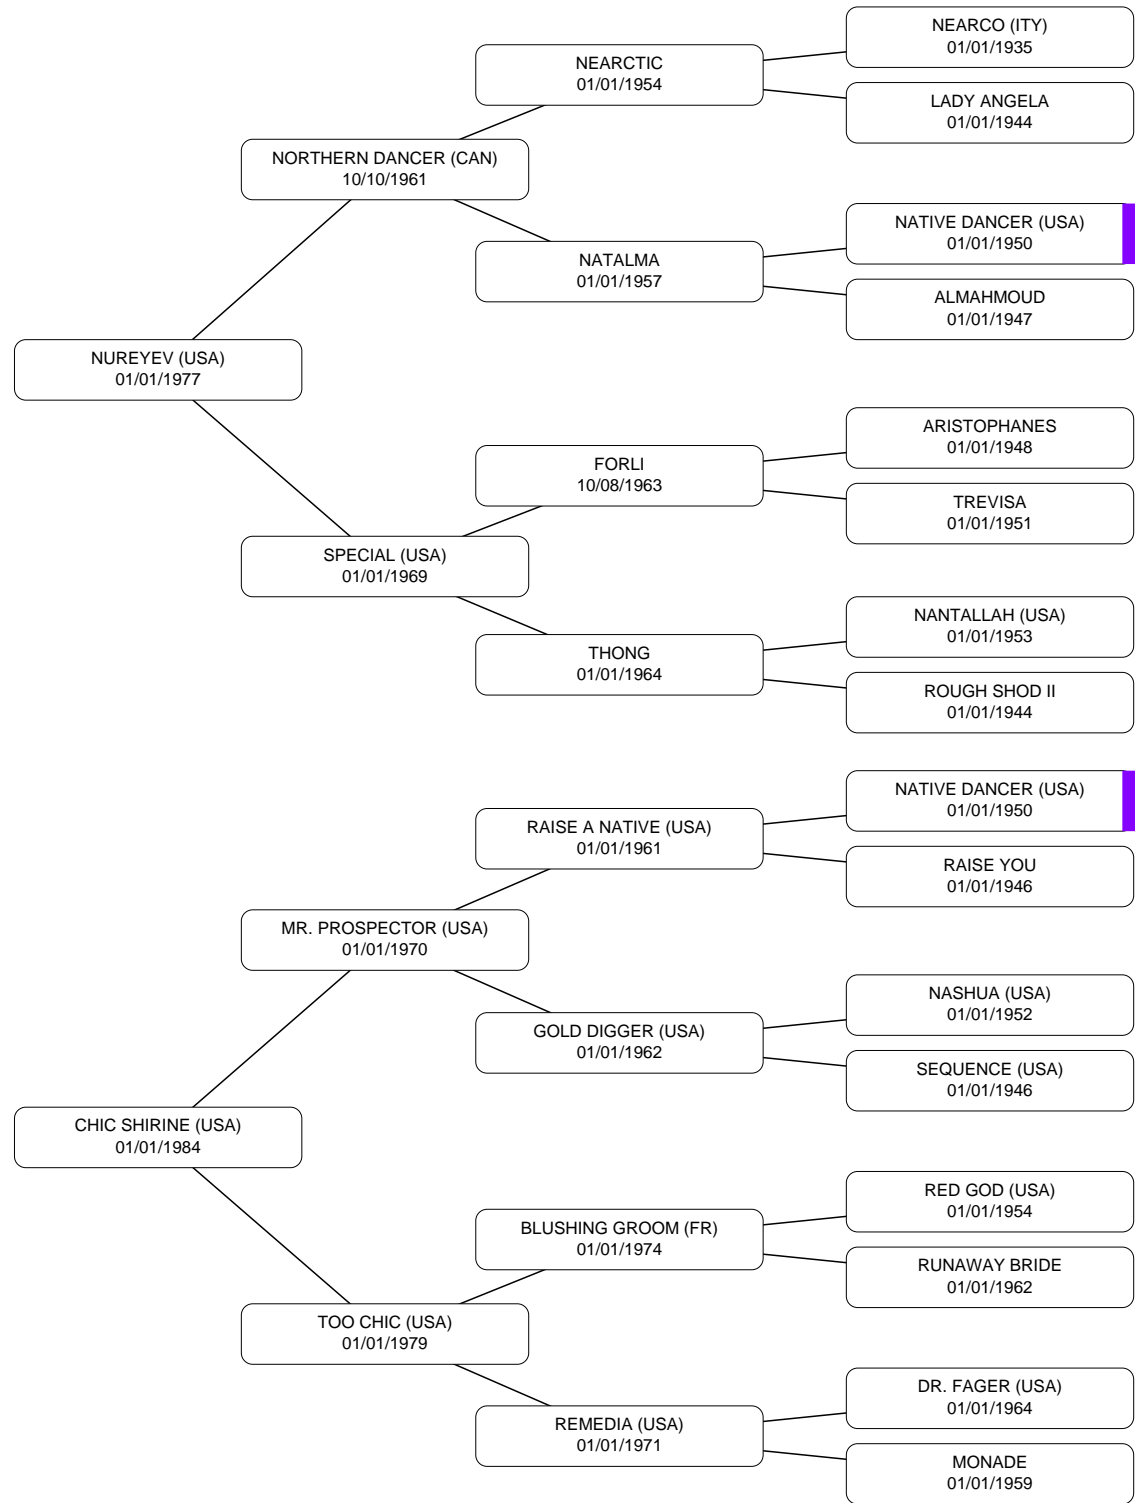 NEARCO (ITY)
01/01/1935
NEARCTIC
01/01/1954
LADY ANGELA
01/01/1944
NORTHERN DANCER (CAN)
10/10/1961
NATIVE DANCER (USA)
01/01/1950
NATALMA
01/01/1957
ALMAHMOUD
01/01/1947
NUREYEV (USA)
01/01/1977
ARISTOPHANES
01/01/1948
FORLI
10/08/1963
TREVISA
01/01/1951
SPECIAL (USA)
01/01/1969
NANTALLAH (USA)
01/01/1953
THONG
01/01/1964
ROUGH SHOD II
01/01/1944
NATIVE DANCER (USA)
01/01/1950
RAISE A NATIVE (USA)
01/01/1961
RAISE YOU
01/01/1946
MR. PROSPECTOR (USA)
01/01/1970
NASHUA (USA)
01/01/1952
GOLD DIGGER (USA)
01/01/1962
SEQUENCE (USA)
01/01/1946
CHIC SHIRINE (USA)
01/01/1984
RED GOD (USA)
01/01/1954
BLUSHING GROOM (FR)
01/01/1974
RUNAWAY BRIDE
01/01/1962
TOO CHIC (USA)
01/01/1979
DR. FAGER (USA)
01/01/1964
REMEDIA (USA)
01/01/1971
MONADE
01/01/1959